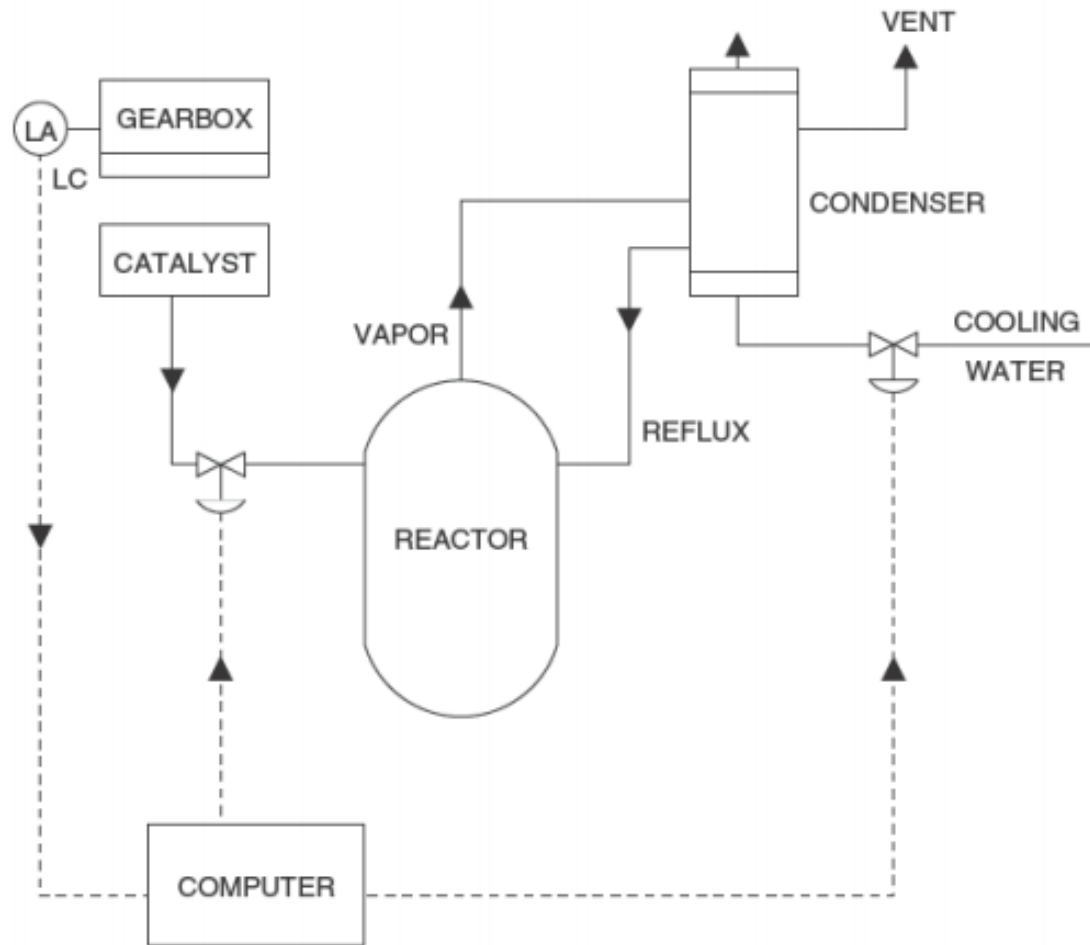 VENT
GEARBOX
LA
LC
CONDENSER
CATALYST
VAPOR
COOLING
WATER
REFLUX
REACTOR
COMPUTER